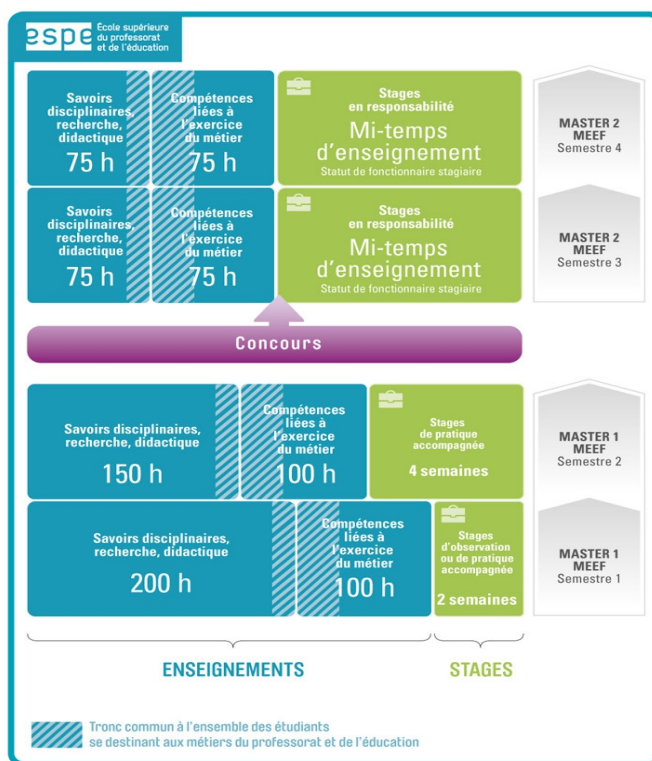 espe
École supérieure
du professorat
et de l'éducation
Savoirs
disciplinaires,
recherche,
didactique
75 h
Compétences
liées à
l'exercice
du métier
75 h
Stages
en responsabilité
Mi-temps
d'enseignement
Statut de fonctionnaire stagiaire
MASTER 2
MEEF
Semestre 4
Savoirs
disciplinaires,
recherche,
didactique
75 h
Compétences
liées à
l'exercice
du métier
75 h
Stages
en responsabilité
Mi-temps
d'enseignement
Statut de fonctionnaire stagiaire
MASTER 2
MEEF
Semestre 3
Concours
Savoirs disciplinaires,
recherche, didactique
150 h
Compétences
liées à
l'exercice
du métier
100 h
Stages
de pratique
accompagnée
4 semaines
MASTER 1
MEEF
Semestre 2
Savoirs disciplinaires,
recherche, didactique
200 h
Compétences
liées à
l'exercice
du métier
100 h
Stages
d'observation
ou de pratique
accompagnée
2 semaines
MASTER 1
MEEF
Semestre 1
ENSEIGNEMENTS
STAGES
Tronc commun à l'ensemble des étudiants
se destinant aux métiers du professorat et de l'éducation